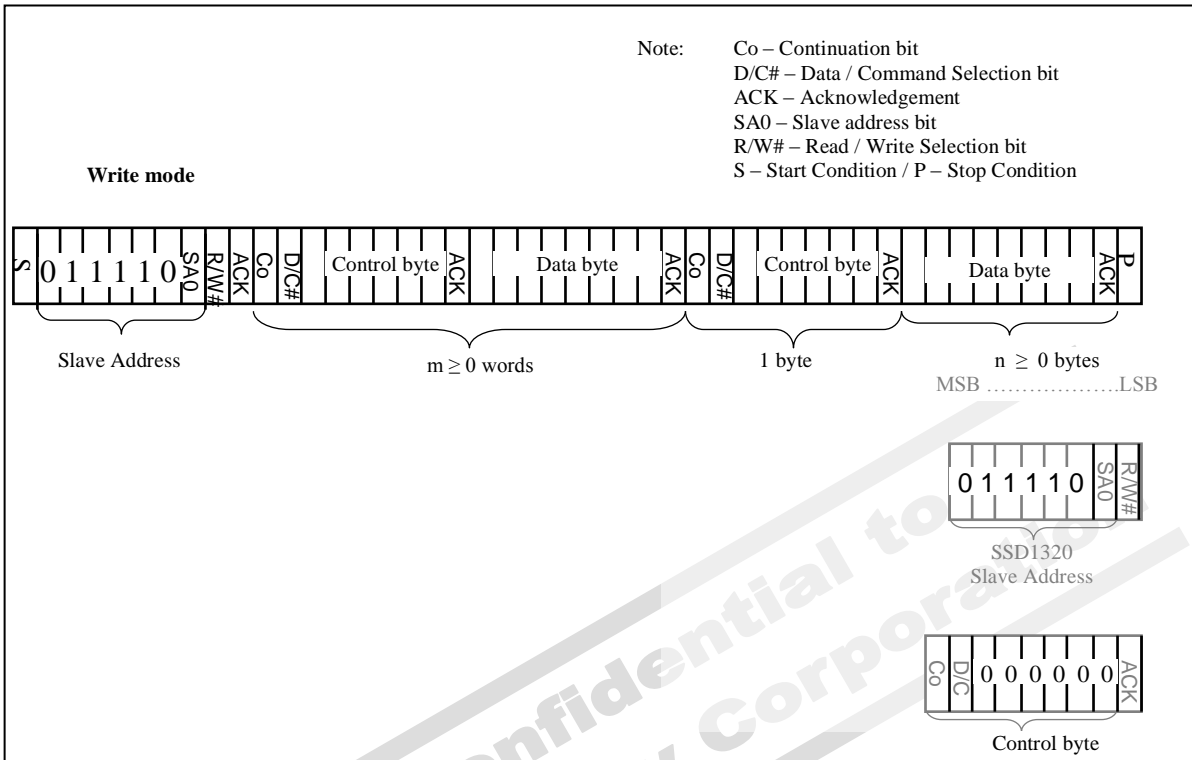 Note: Co – Continuation bit
D/C# – Data / Command Selection bit
ACK – Acknowledgement
SA0 – Slave address bit
R/W# – Read / Write Selection bit
S – Start Condition / P – Stop Condition
Write mode
S 0 1 1 1 1 0 SA0 R/W# ACK Co D/C# Control byte ACK Data byte ACK Co D/C# Control byte ACK Data byte ACK P
Slave Address m ≥ 0 words 1 byte n ≥ 0 bytes
MSB ………………….LSB
0 1 1 1 1 0 SA0 R/W#
SSD1320
Slave Address
Co D/C 0 0 0 0 0 0 ACK
Control byte
nfidential to
Corporation